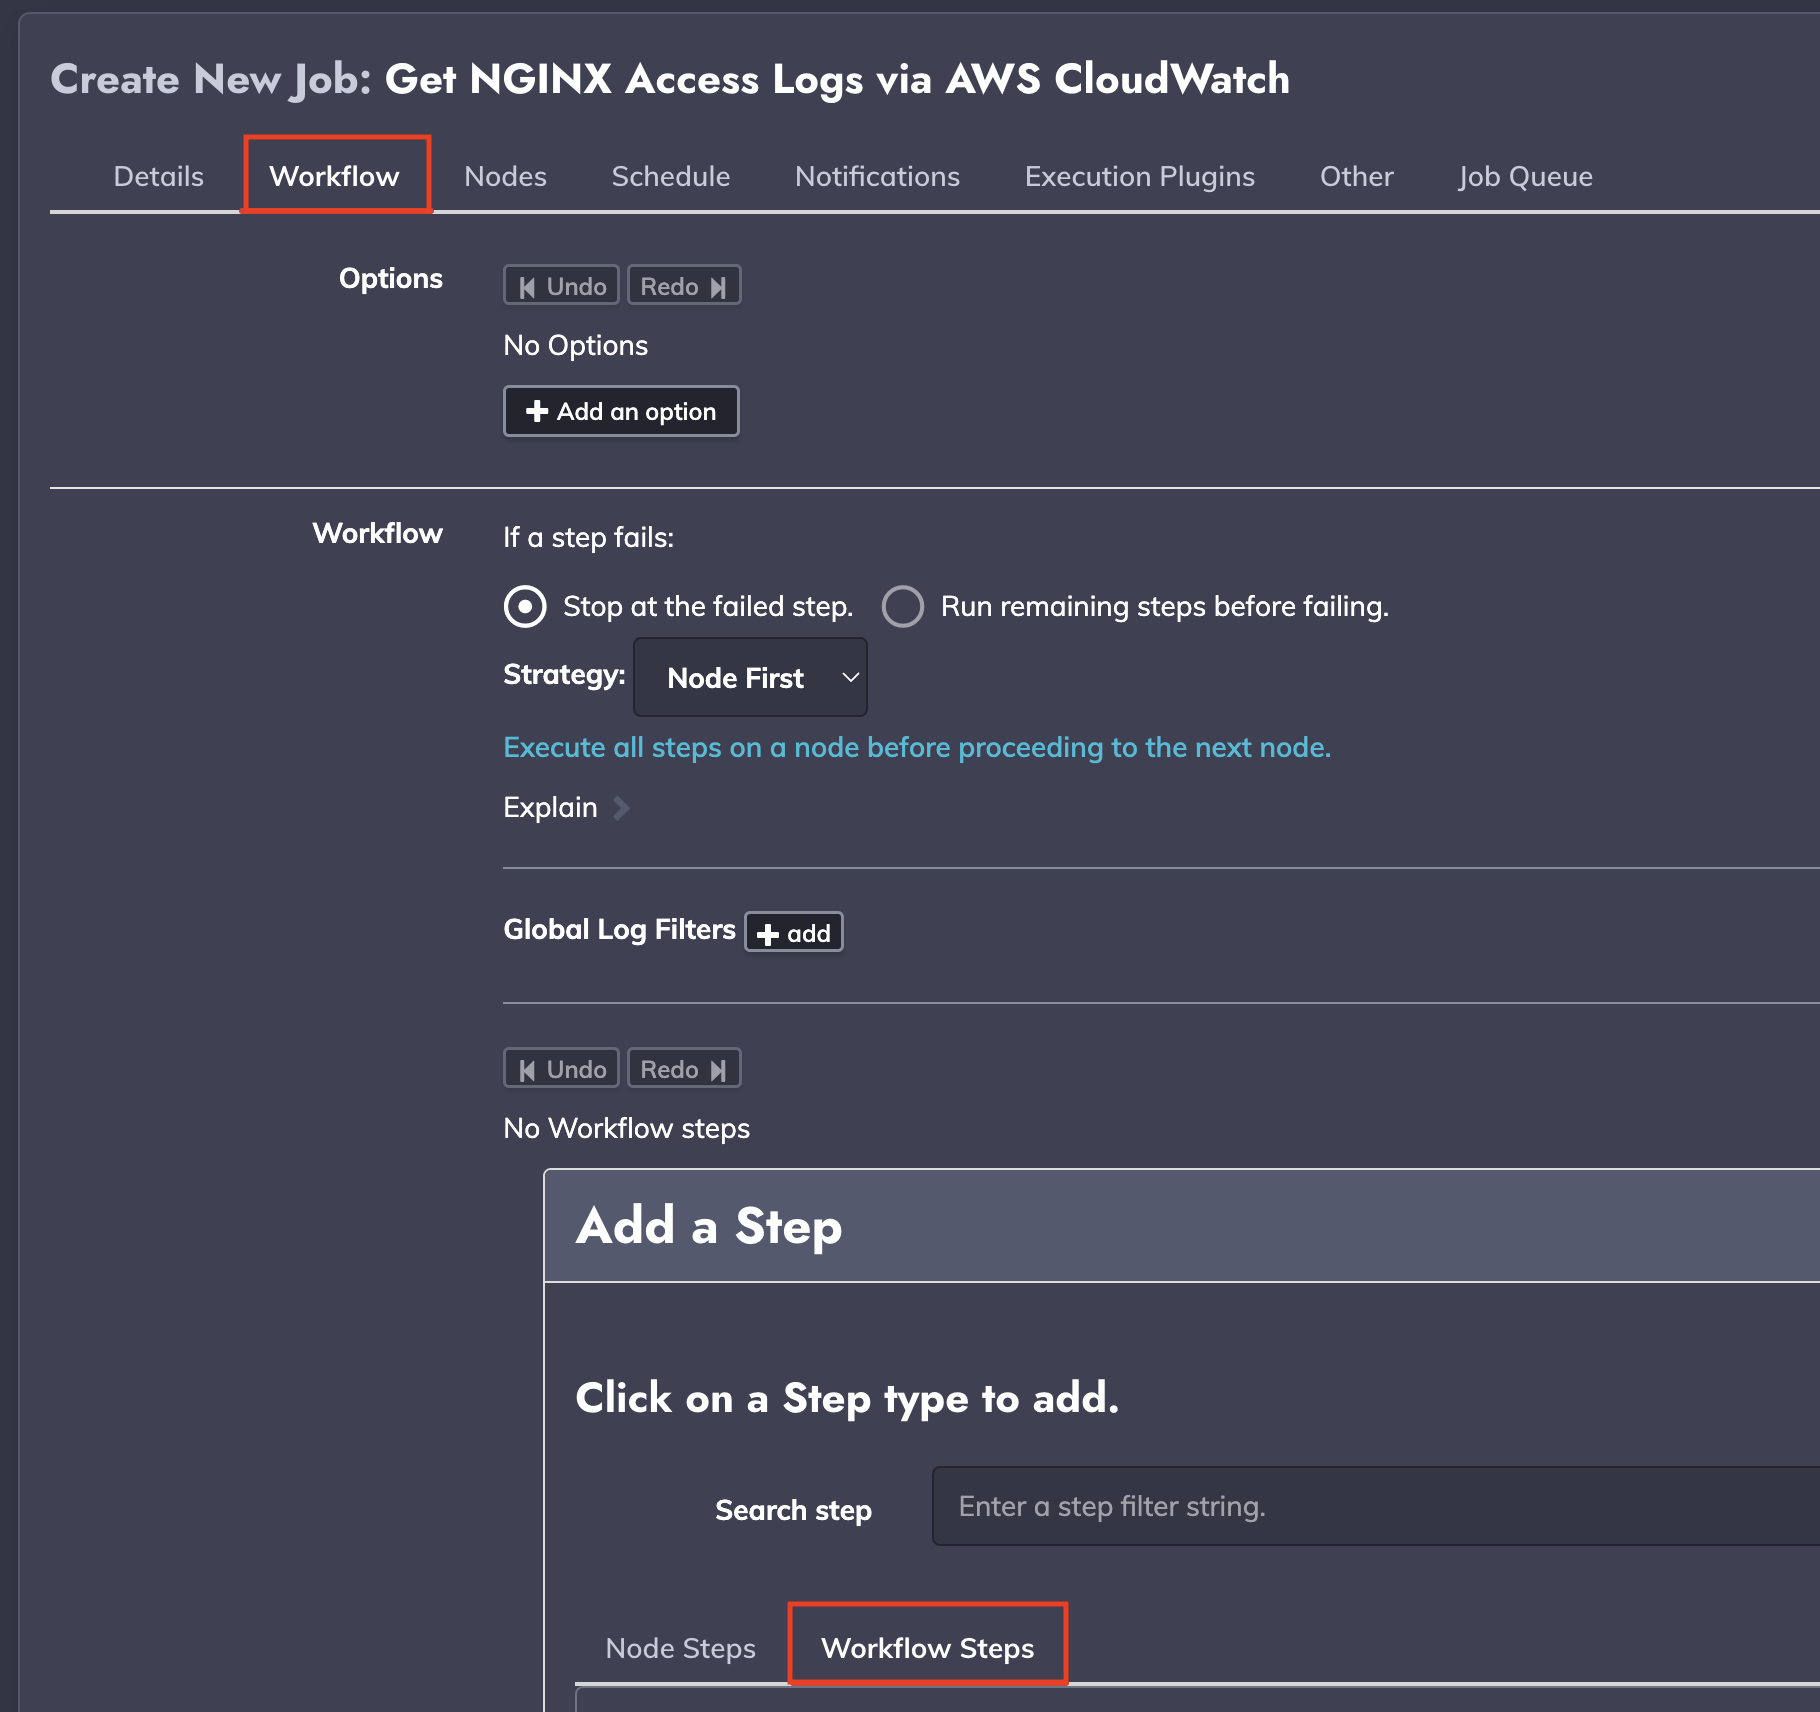 Create New Job: Get NGINX Access Logs via AWS CloudWatch
Details Workflow Nodes Schedule Notifications Execution Plugins Other Job Queue
Options Undo Redo
No Options
Add an option
Workflow If a step fails:
Stop at the failed step. Run remaining steps before failing.
Strategy: Node First
Execute all steps on a node before proceeding to the next node.
Explain
Global Log Filters + add
Undo Redo
No Workflow steps
Add a Step
Click on a Step type to add.
Search step Enter a step filter string.
Node Steps Workflow Steps